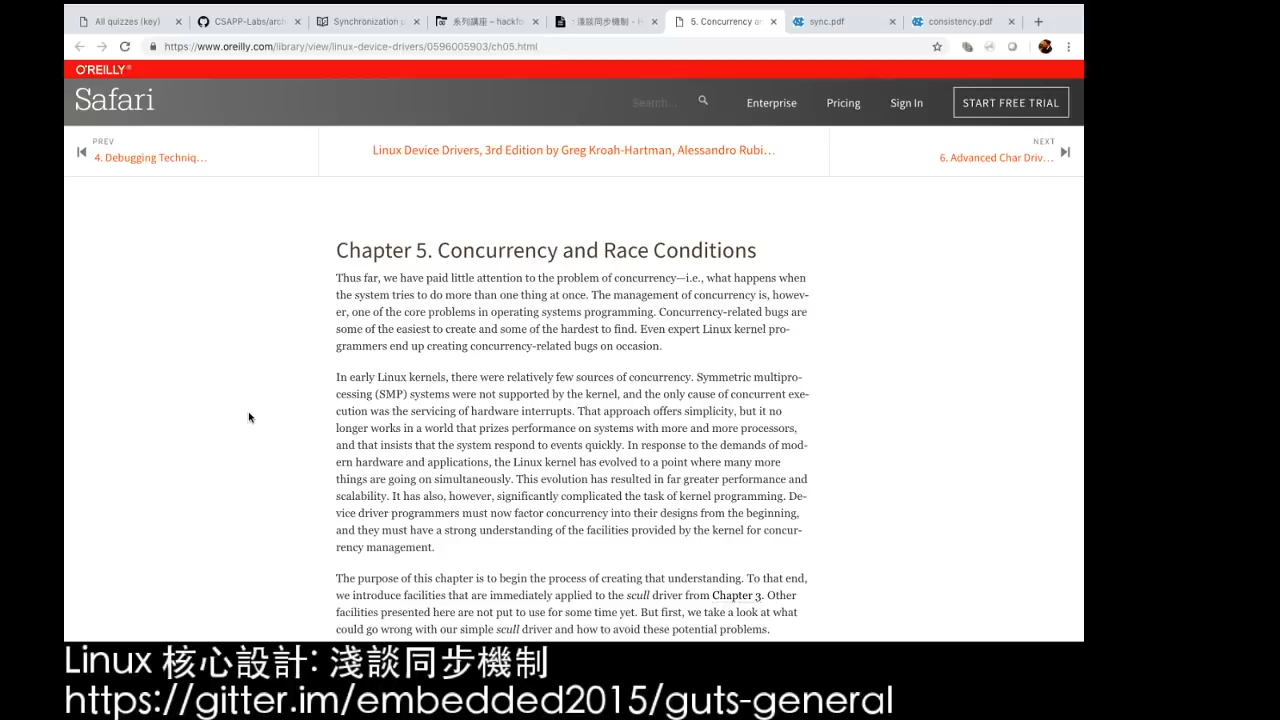 All quizzes (key)
CSAPP-Labs/arch
Synchronization p
系列講座 – hackfo
淺談同步機制 - H
5. Concurrency an
sync.pdf
consistency.pdf
https://www.oreilly.com/library/view/linux-device-drivers/0596005903/ch05.html
O'REILLY®
Safari
Search...
Enterprise
Pricing
Sign In
START FREE TRIAL
PREV
4. Debugging Techniq...
Linux Device Drivers, 3rd Edition by Greg Kroah-Hartman, Alessandro Rubi...
NEXT
6. Advanced Char Driv...
Chapter 5. Concurrency and Race Conditions
Thus far, we have paid little attention to the problem of concurrency—i.e., what happens when
the system tries to do more than one thing at once. The management of concurrency is, howev-
er, one of the core problems in operating systems programming. Concurrency-related bugs are
some of the easiest to create and some of the hardest to find. Even expert Linux kernel pro-
grammers end up creating concurrency-related bugs on occasion.
In early Linux kernels, there were relatively few sources of concurrency. Symmetric multipro-
cessing (SMP) systems were not supported by the kernel, and the only cause of concurrent exe-
cution was the servicing of hardware interrupts. That approach offers simplicity, but it no
longer works in a world that prizes performance on systems with more and more processors,
and that insists that the system respond to events quickly. In response to the demands of mod-
ern hardware and applications, the Linux kernel has evolved to a point where many more
things are going on simultaneously. This evolution has resulted in far greater performance and
scalability. It has also, however, significantly complicated the task of kernel programming. De-
vice driver programmers must now factor concurrency into their designs from the beginning,
and they must have a strong understanding of the facilities provided by the kernel for concur-
rency management.
The purpose of this chapter is to begin the process of creating that understanding. To that end,
we introduce facilities that are immediately applied to the scull driver from Chapter 3. Other
facilities presented here are not put to use for some time yet. But first, we take a look at what
could go wrong with our simple scull driver and how to avoid these potential problems.
Linux 核心設計: 淺談同步機制
https://gitter.im/embedded2015/guts-general